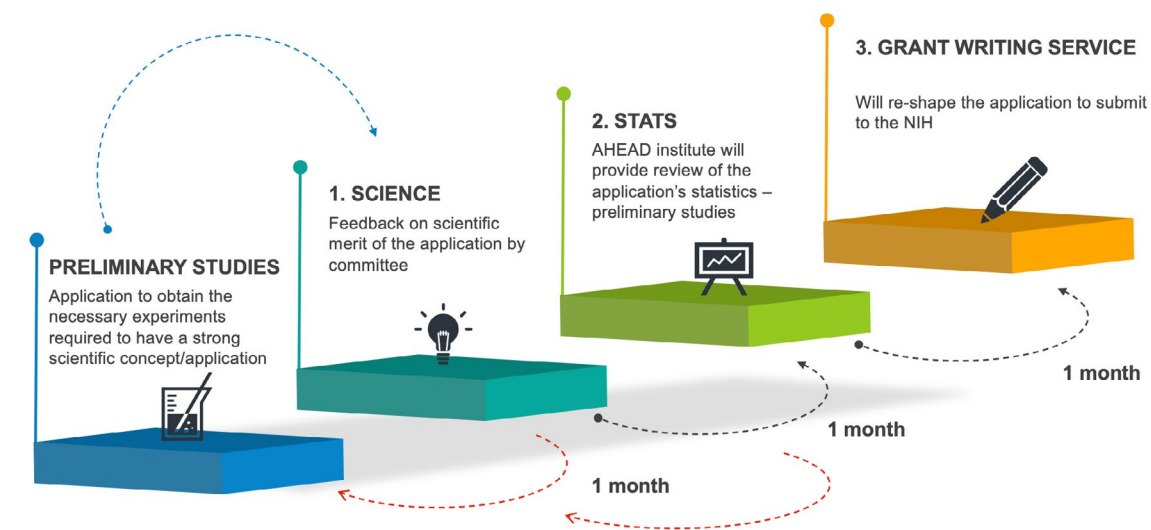 PRELIMINARY STUDIES
Application to obtain the
necessary experiments
required to have a strong
scientific concept/application
1. SCIENCE
Feedback on scientific
merit of the application by
committee
2. STATS
AHEAD institute will
provide review of the
application's statistics –
preliminary studies
3. GRANT WRITING SERVICE
Will re-shape the application to submit
to the NIH
1 month
1 month
1 month